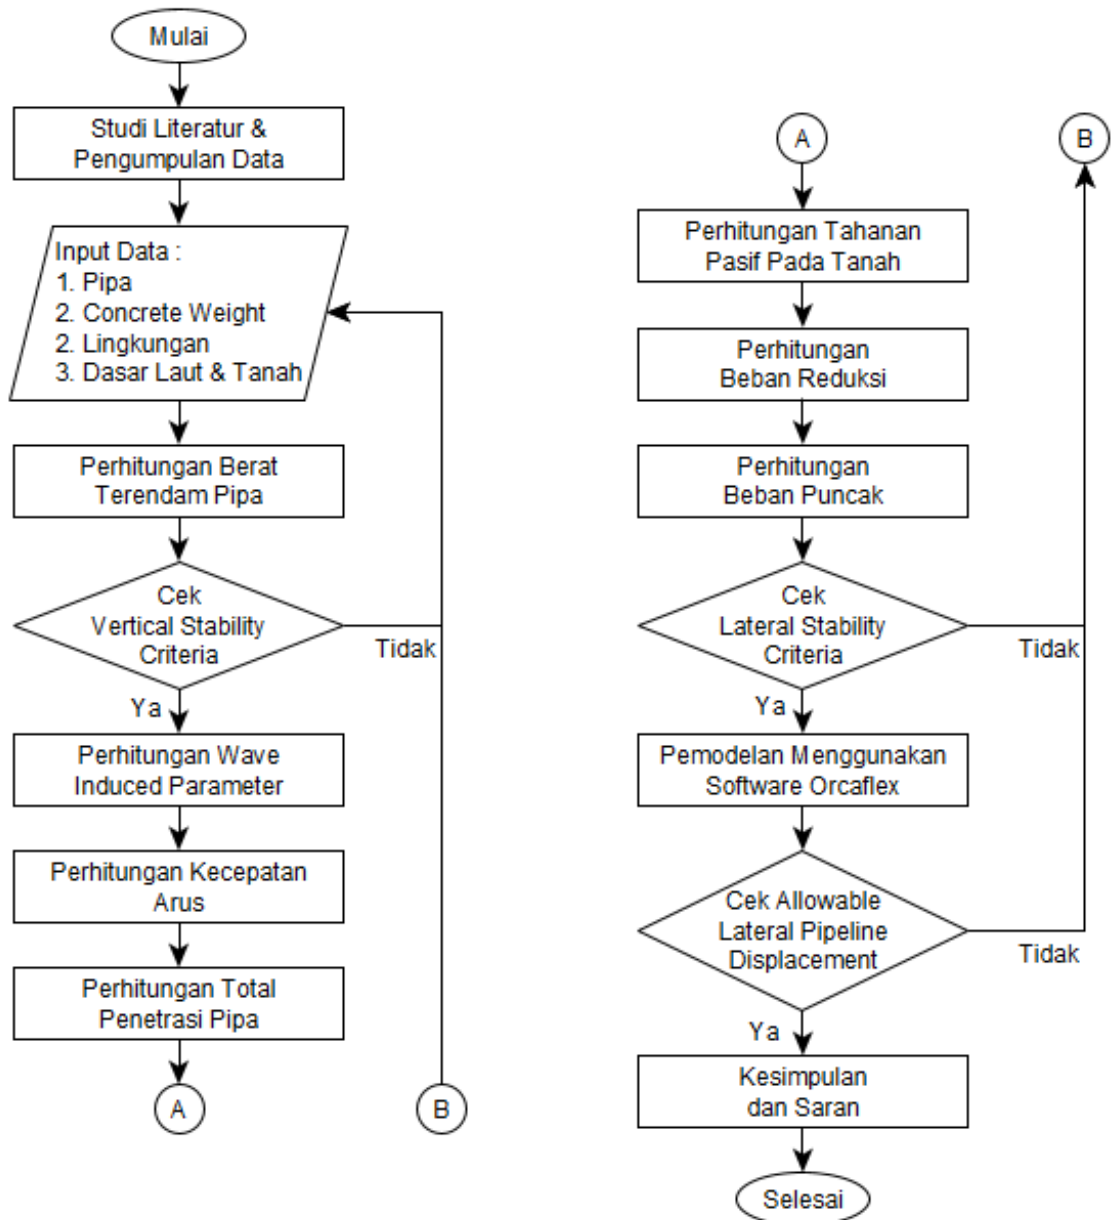 Mulai
Studi Literatur &
Pengumpulan Data
Input Data :
1. Pipa
2. Concrete Weight
2. Lingkungan
3. Dasar Laut & Tanah
Perhitungan Berat
Terendam Pipa
Cek
Vertical Stability
Criteria
Tidak
Ya
Perhitungan Wave
Induced Parameter
Perhitungan Kecepatan
Arus
Perhitungan Total
Penetrasi Pipa
A
B
A
B
Perhitungan Tahanan
Pasif Pada Tanah
Perhitungan
Beban Reduksi
Perhitungan
Beban Puncak
Cek
Lateral Stability
Criteria
Tidak
Ya
Pemodelan Menggunakan
Software Orcaflex
Cek Allowable
Lateral Pipeline
Displacement
Tidak
Ya
Kesimpulan
dan Saran
Selesai